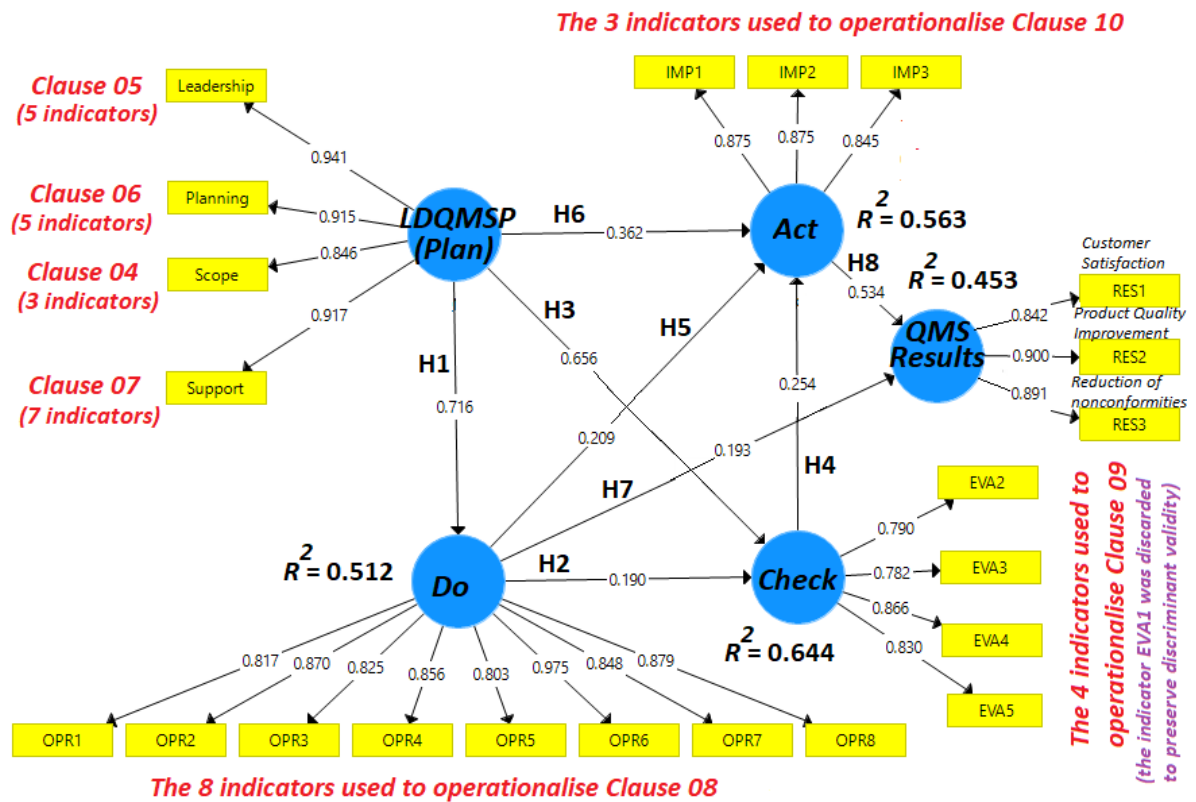 The 3 indicators used to operationalise Clause 10
IMP1
IMP2
IMP3
Clause 05
(5 indicators)
Leadership
0.875
0.875
0.845
0.941
Clause 06
(5 indicators)
Planning
0.915
LDQMSP
(Plan)
H6
0.362
Act
R² = 0.563
0.846
Clause 04
(3 indicators)
Scope
H8
0.534
R² = 0.453
Customer
Satisfaction
RES1
0.842
Product Quality
Improvement
0.917
H3
H5
QMS
Results
0.900
RES2
0.656
H1
Clause 07
(7 indicators)
Support
0.254
0.891
Reduction of
nonconformities
RES3
0.716
0.209
0.193
H4
H7
EVA2
0.790
R² = 0.512
Do
H2
0.190
Check
0.782
EVA3
0.866
EVA4
0.830
R² = 0.644
EVA5
0.817
0.870
0.825
0.856
0.803
0.975
0.848
0.879
OPR1
OPR2
OPR3
OPR4
OPR5
OPR6
OPR7
OPR8
The 8 indicators used to operationalise Clause 08
The 4 indicators used to
operationalise Clause 09
(the indicator EVA1 was discarded
to preserve discriminant validity)